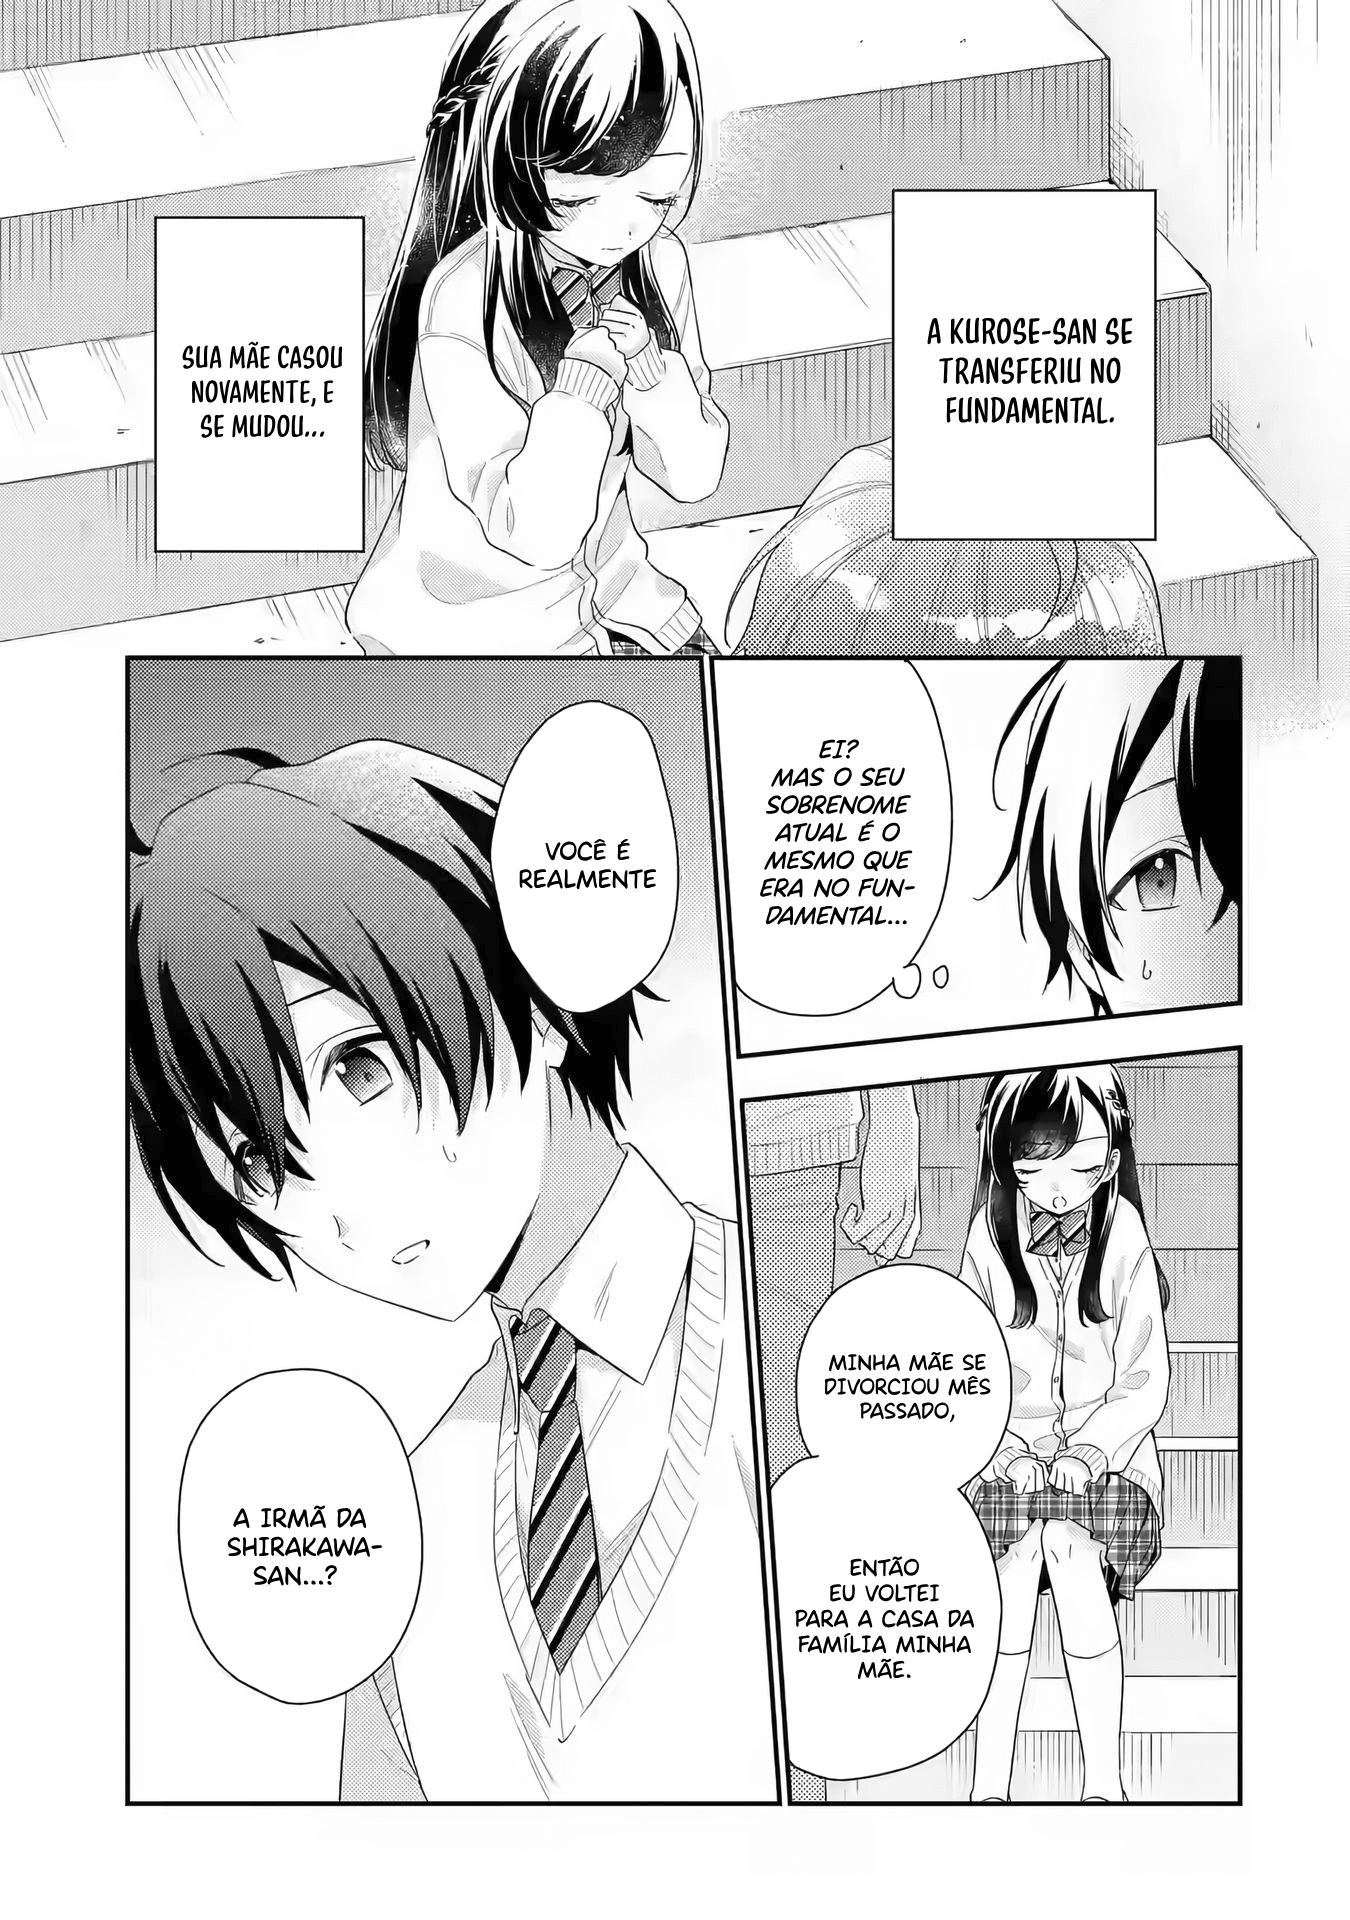 A KUROSE-SAN SE
TRANSFERIU NO
FUNDAMENTAL.
SUA MÃE CASOU
NOVAMENTE, E
SE MUDOU...
EI?
MAS O SEU
SOBRENOME
ATUAL É O
MESMO QUE
ERA NO FUN-
DAMENTAL...
MINHA MÃE SE
DIVORCIOU MÊS
PASSADO,
ENTÃO
EU VOLTEI
PARA A CASA DA
FAMÍLIA MINHA
MÃE.
VOCÊ É
REALMENTE
A IRMÃ DA
SHIRAKAWA-
SAN...?